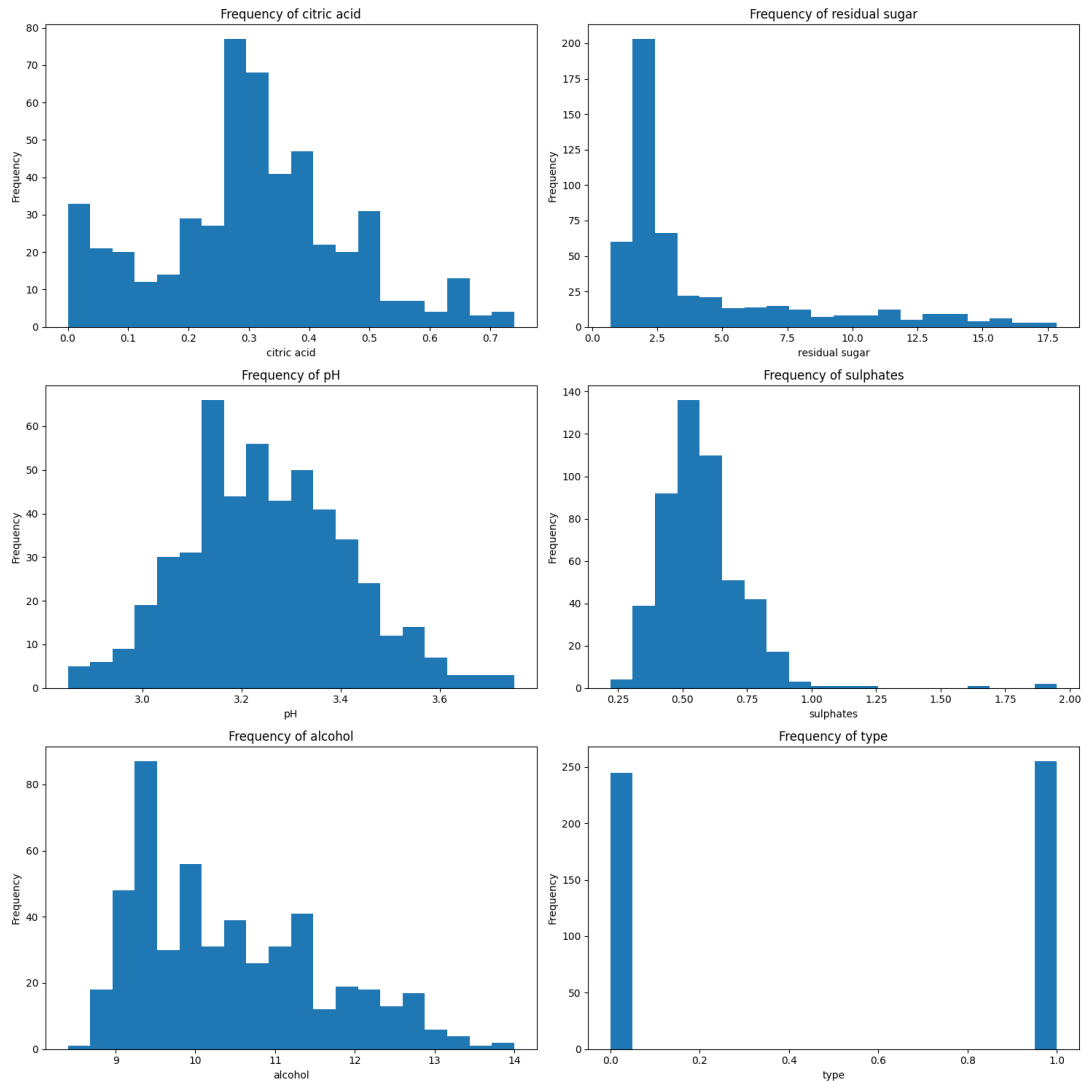 Frequency of citric acid
80
70
60
50
40
30
20
10
0
Frequency
0.0 0.1 0.2 0.3 0.4 0.5 0.6 0.7
citric acid
Frequency of residual sugar
200
175
150
125
100
75
50
25
0
Frequency
0.0 2.5 5.0 7.5 10.0 12.5 15.0 17.5
residual sugar
Frequency of pH
60
50
40
30
20
10
0
Frequency
3.0 3.2 3.4 3.6
pH
Frequency of sulphates
140
120
100
80
60
40
20
0
Frequency
0.25 0.50 0.75 1.00 1.25 1.50 1.75 2.00
sulphates
Frequency of alcohol
80
60
40
20
0
Frequency
9 10 11 12 13 14
alcohol
Frequency of type
250
200
150
100
50
0
Frequency
0.0 0.2 0.4 0.6 0.8 1.0
type